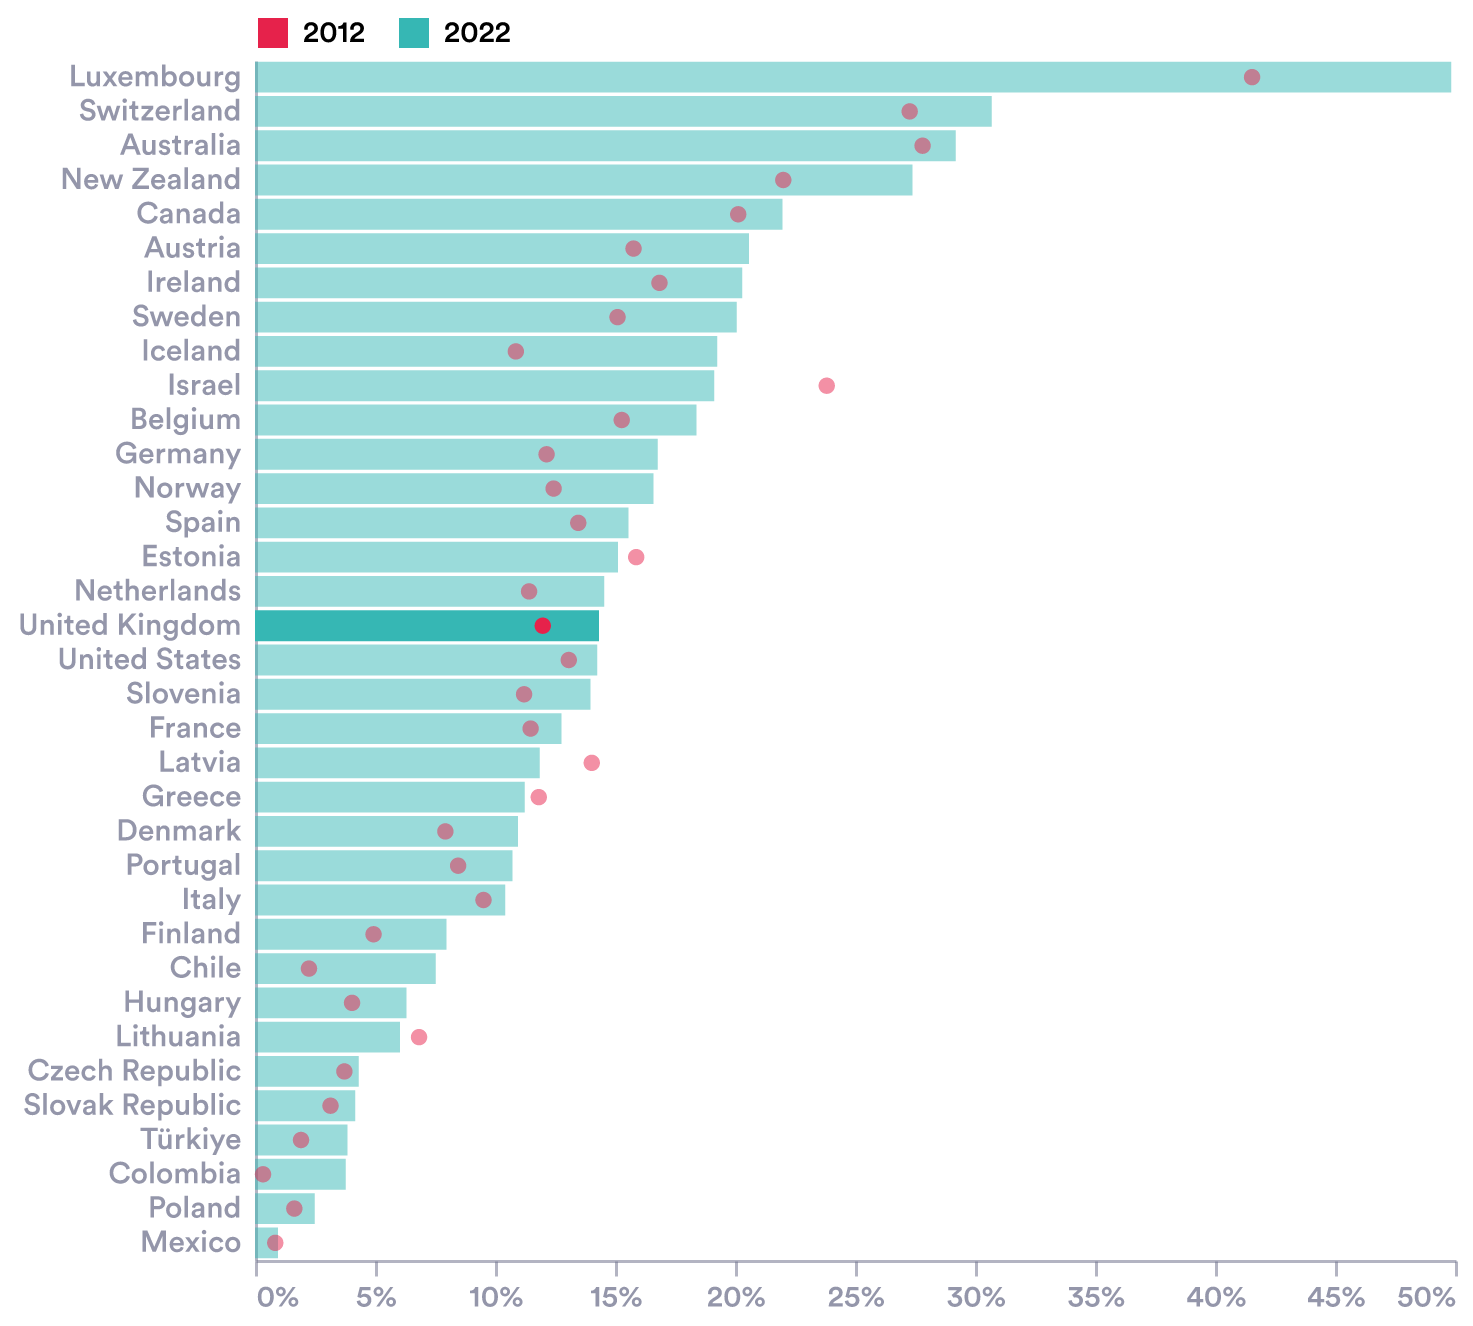 2012 2022
Luxembourg
Switzerland
Australia
New Zealand
Canada
Austria
Ireland
Sweden
Iceland
Israel
Belgium
Germany
Norway
Spain
Estonia
Netherlands
United Kingdom
United States
Slovenia
France
Latvia
Greece
Denmark
Portugal
Italy
Finland
Chile
Hungary
Lithuania
Czech Republic
Slovak Republic
Türkiye
Colombia
Poland
Mexico
0% 5% 10% 15% 20% 25% 30% 35% 40% 45% 50%